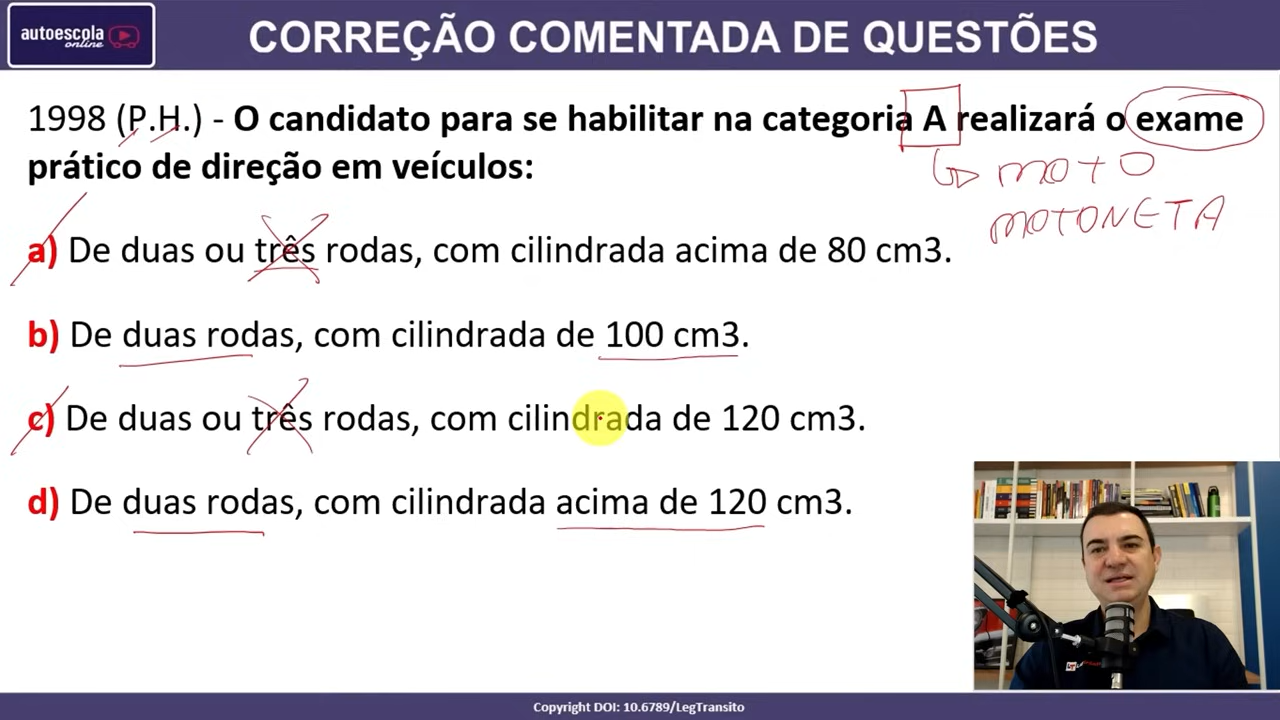 autoescola
online
CORREÇÃO COMENTADA DE QUESTÕES
1998 (P.H.) - O candidato para se habilitar na categoria A realizará o exame
prático de direção em veículos:
MOTO
MOTONETA
a) De duas ou três rodas, com cilindrada acima de 80 cm3.
b) De duas rodas, com cilindrada de 100 cm3.
c) De duas ou três rodas, com cilindrada de 120 cm3.
d) De duas rodas, com cilindrada acima de 120 cm3.
Copyright DOI: 10.6789/LegTransito